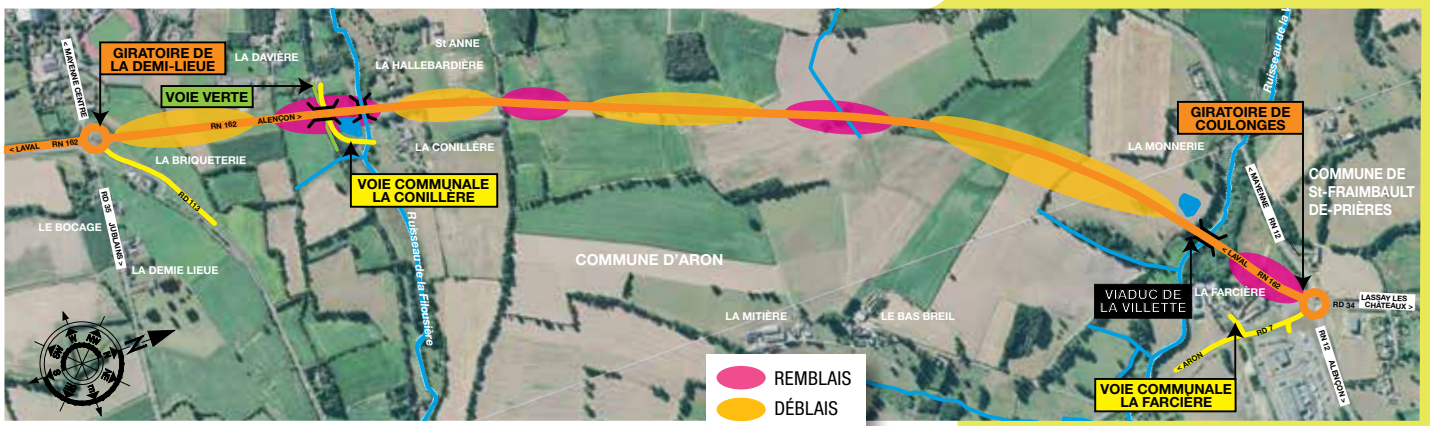 < MAYENNE CENTRE
GIRATOIRE DE
LA DEMI-LIEUE
LA DAVIÈRE
St ANNE
LA HALLEBARDIÈRE
VOIE VERTE
RN 162
ALENÇON >
< LAVAL
RN 162
LA BRIQUETERIE
LA CONILLÈRE
VOIE COMMUNALE
LA CONILLÈRE
RD 113
RD 35
JUBLAINS >
LE BOCAGE
LA DEMIE LIEUE
Ruisseau de la Filousière
COMMUNE D'ARON
LA MITIÈRE
LE BAS BREIL
LA MONNERIE
GIRATOIRE DE
COULONGES
< MAYENNE
RN 12
COMMUNE DE
St-FRAIMBAULT
DE-PRIÈRES
< LAVAL
RN 162
VIADUC DE
LA VILLETTE
LA FARCIÈRE
RD 34
LASSAY LES
CHÂTEAUX >
RD 7
< ARON
RN 12
ALENÇON >
VOIE COMMUNALE
LA FARCIÈRE
REMBLAIS
DÉBLAIS
Ruisseau de la
N